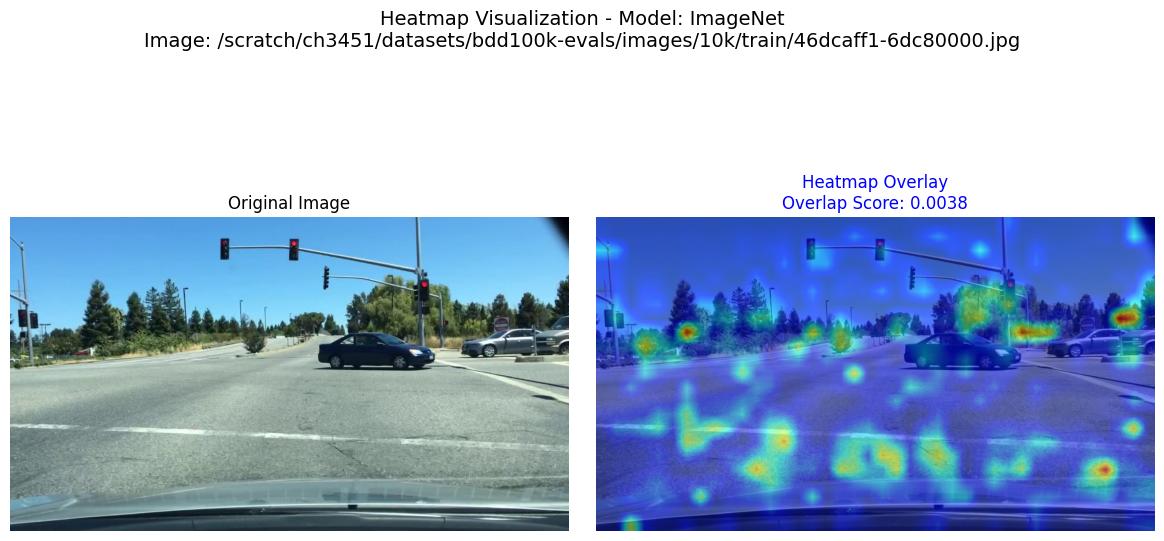 Heatmap Visualization - Model: ImageNet
Image: /scratch/ch3451/datasets/bdd100k-evals/images/10k/train/46dcaff1-6dc80000.jpg
Original Image
Heatmap Overlay
Overlap Score: 0.0038